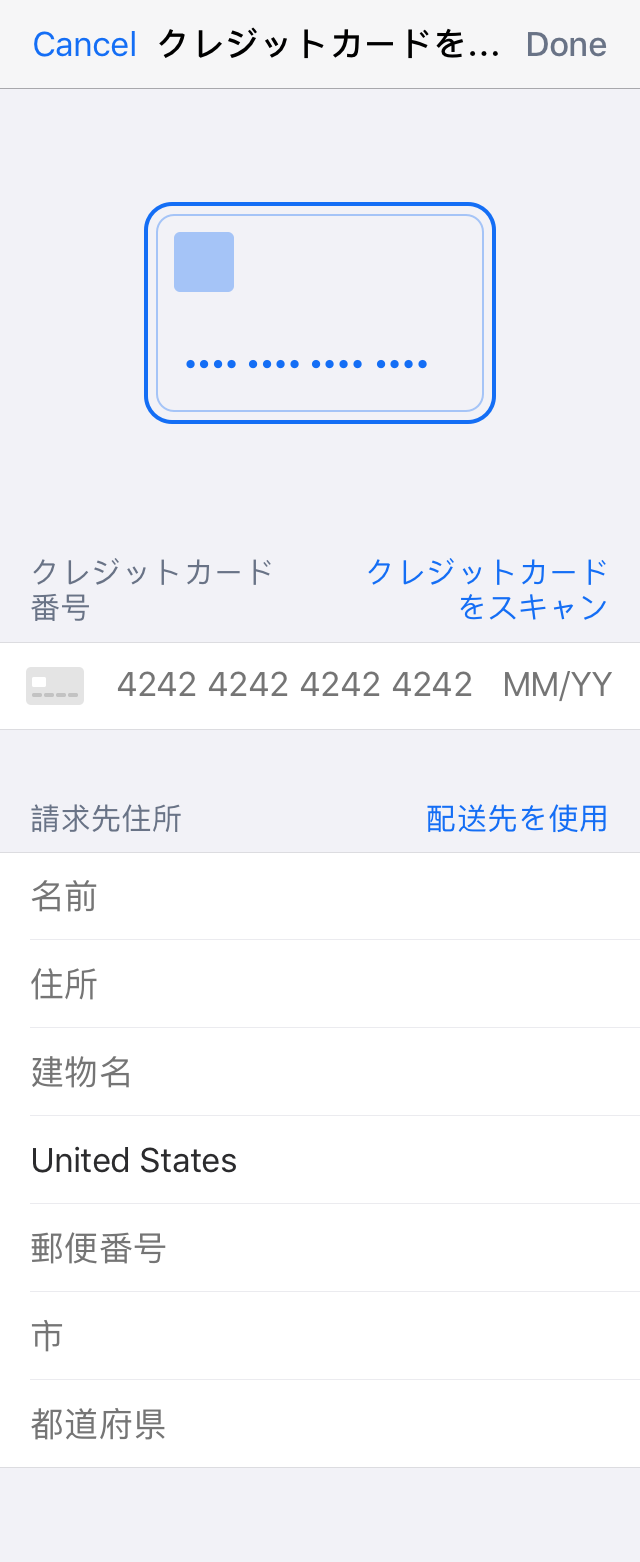 Cancel クレジットカードを... Done
クレジットカード
番号
クレジットカード
をスキャン
4242 4242 4242 4242 MM/YY
請求先住所 配送先を使用
名前
住所
建物名
United States
郵便番号
市
都道府県